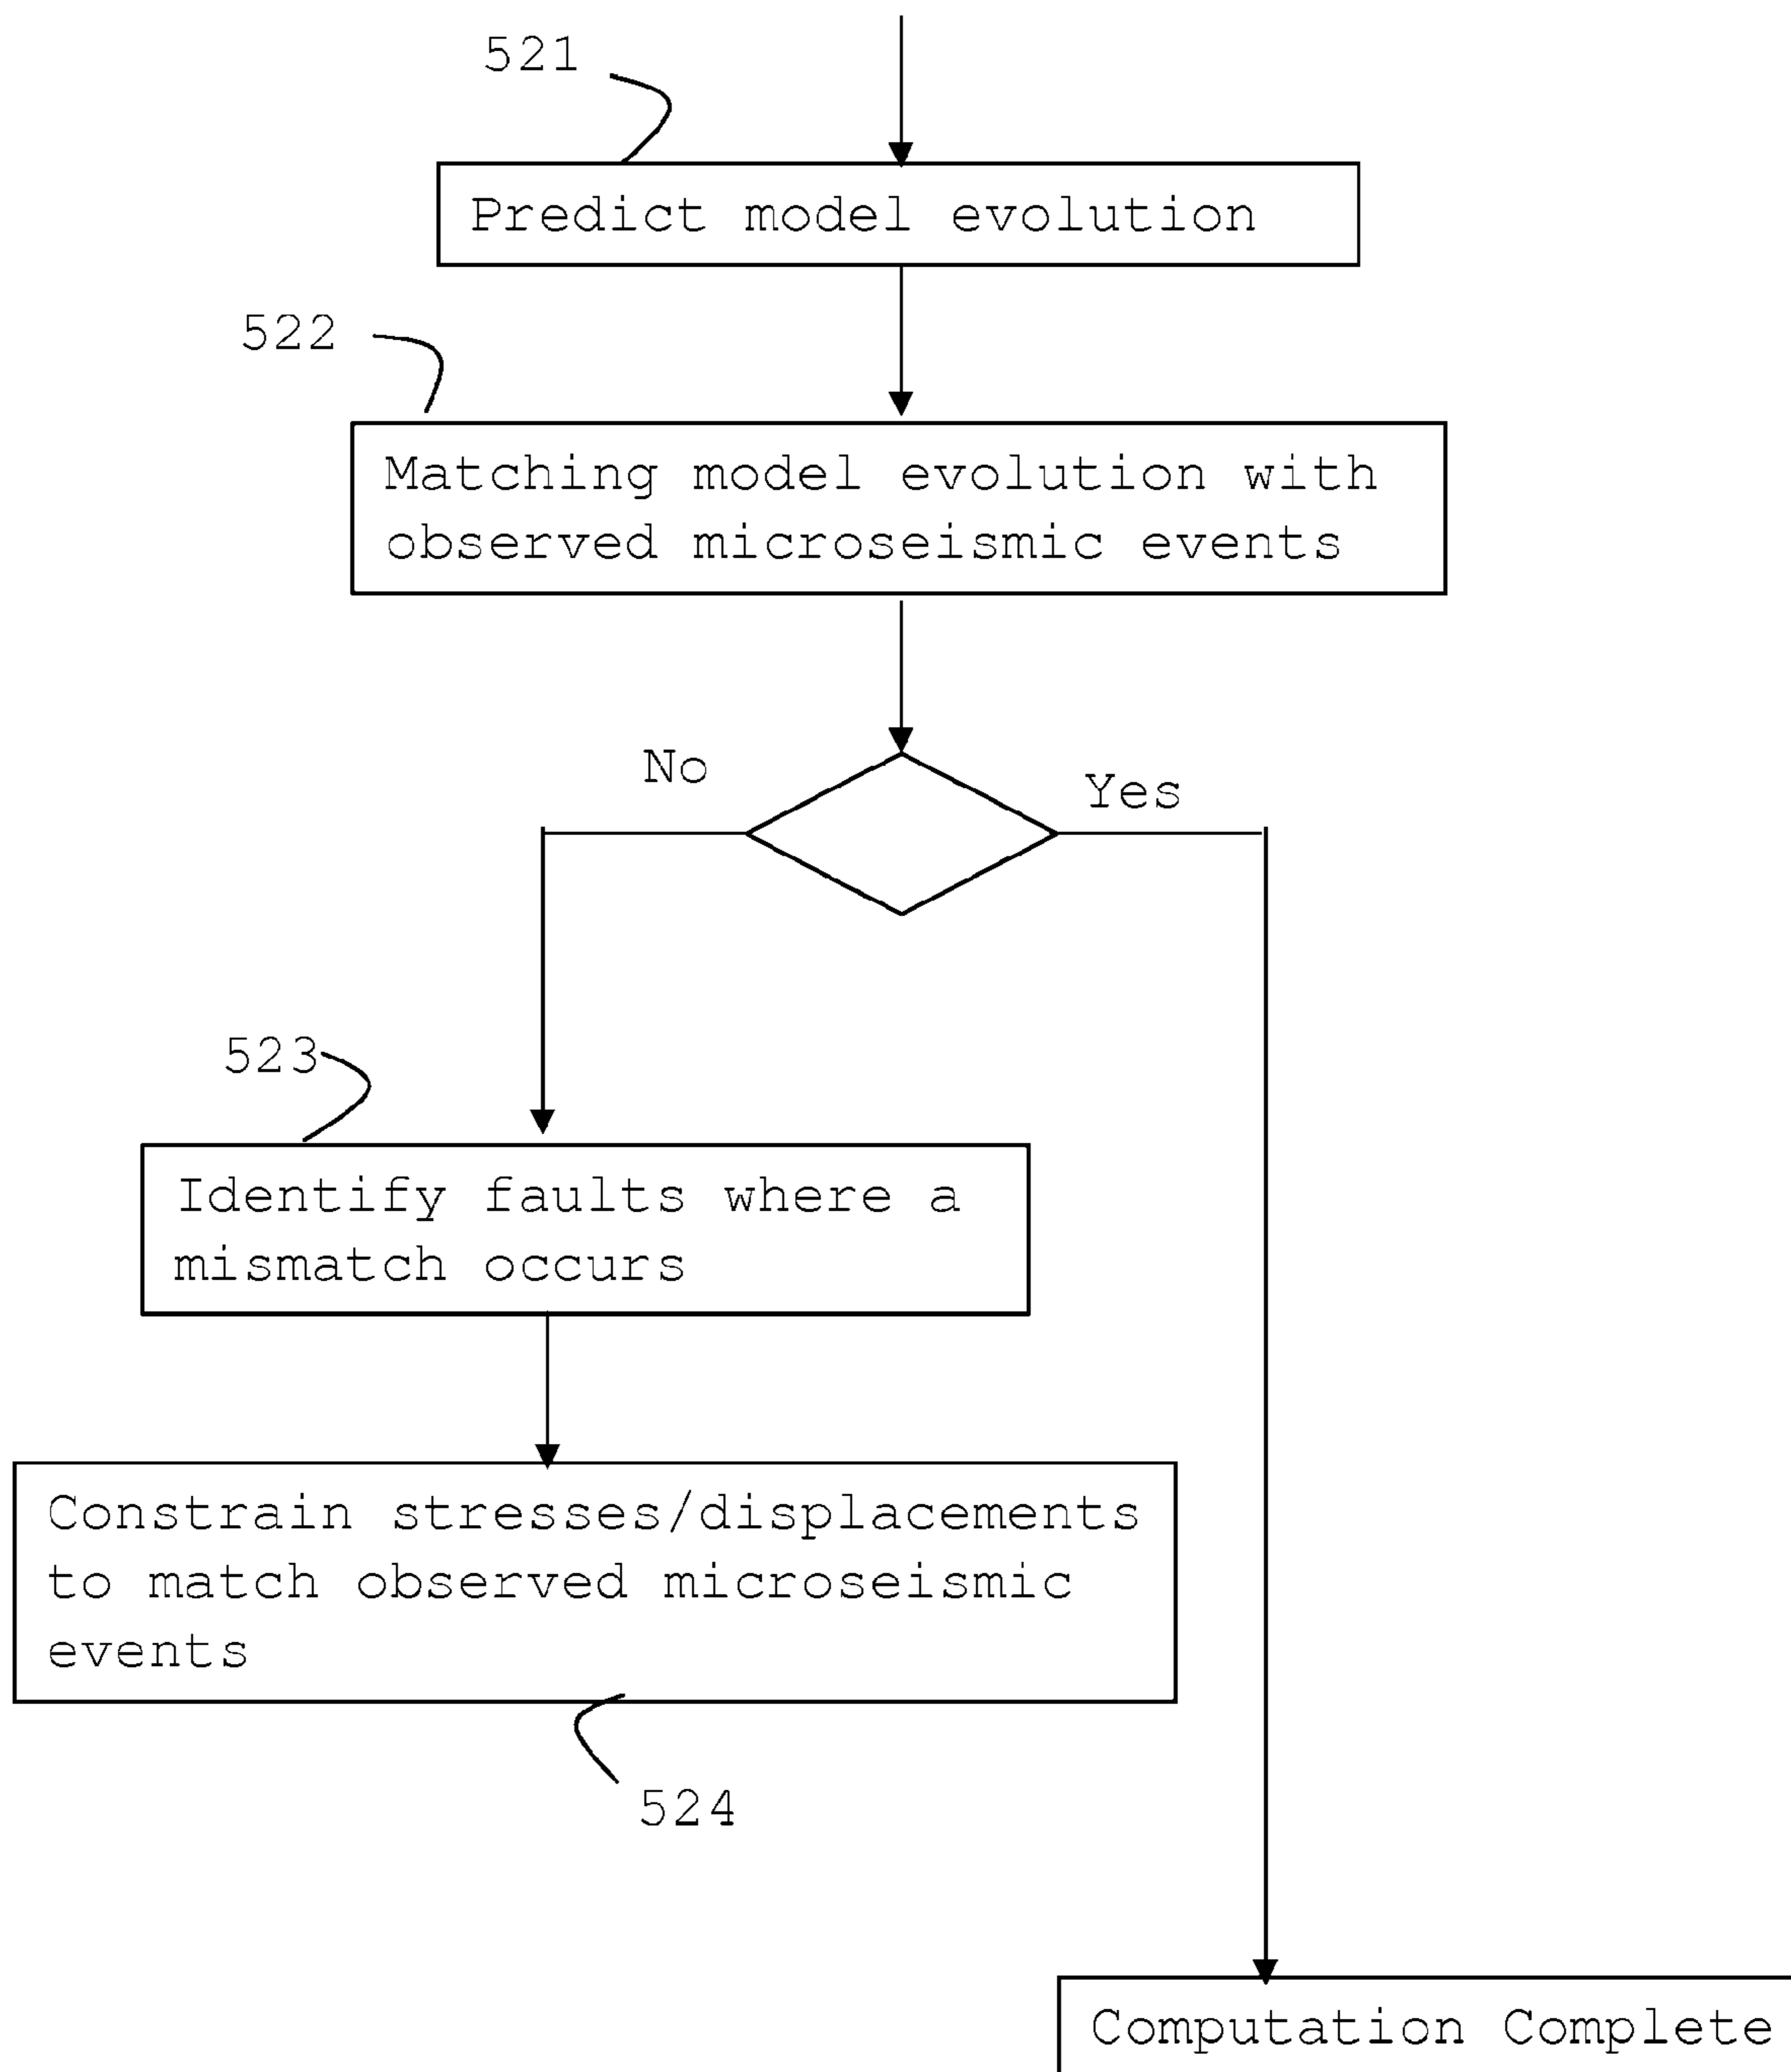 521
Predict model evolution
522
Matching model evolution with
observed microseismic events
No
Yes
523
Identify faults where a
mismatch occurs
Constrain stresses/displacements
to match observed microseismic
events
524
Computation Complete